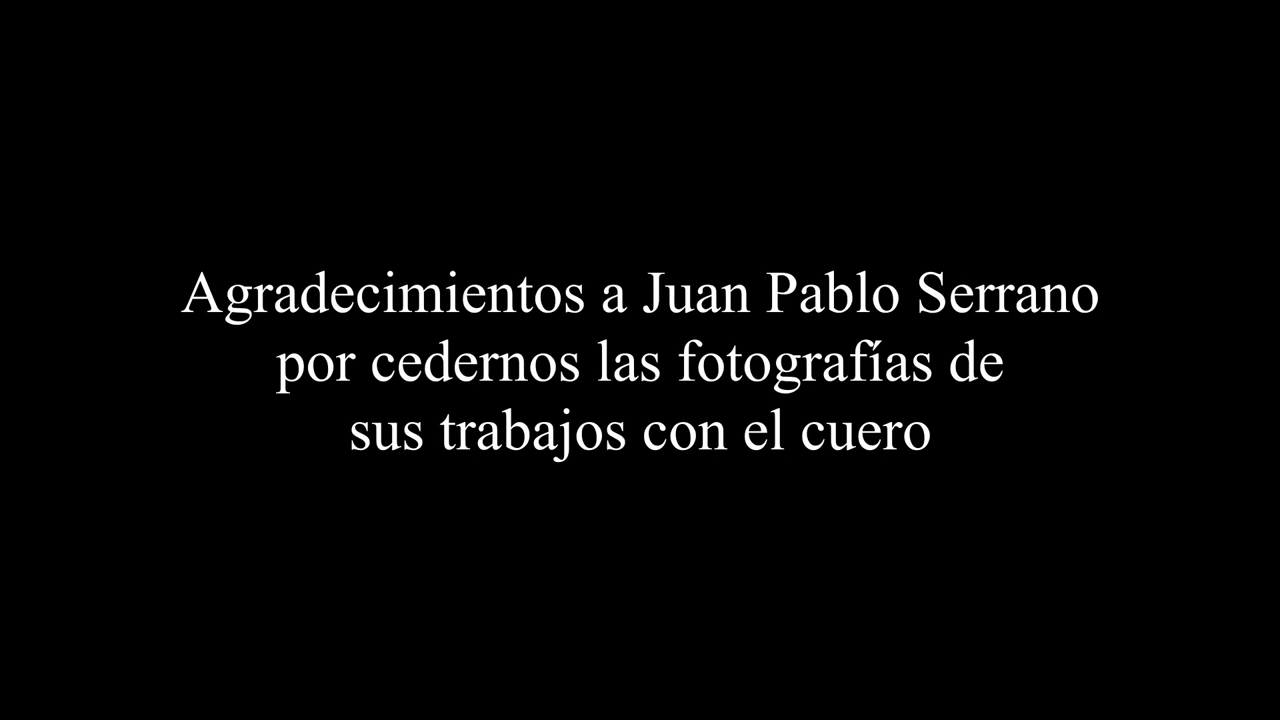 Agradecimientos a Juan Pablo Serrano
por cedernos las fotografías de
sus trabajos con el cuero